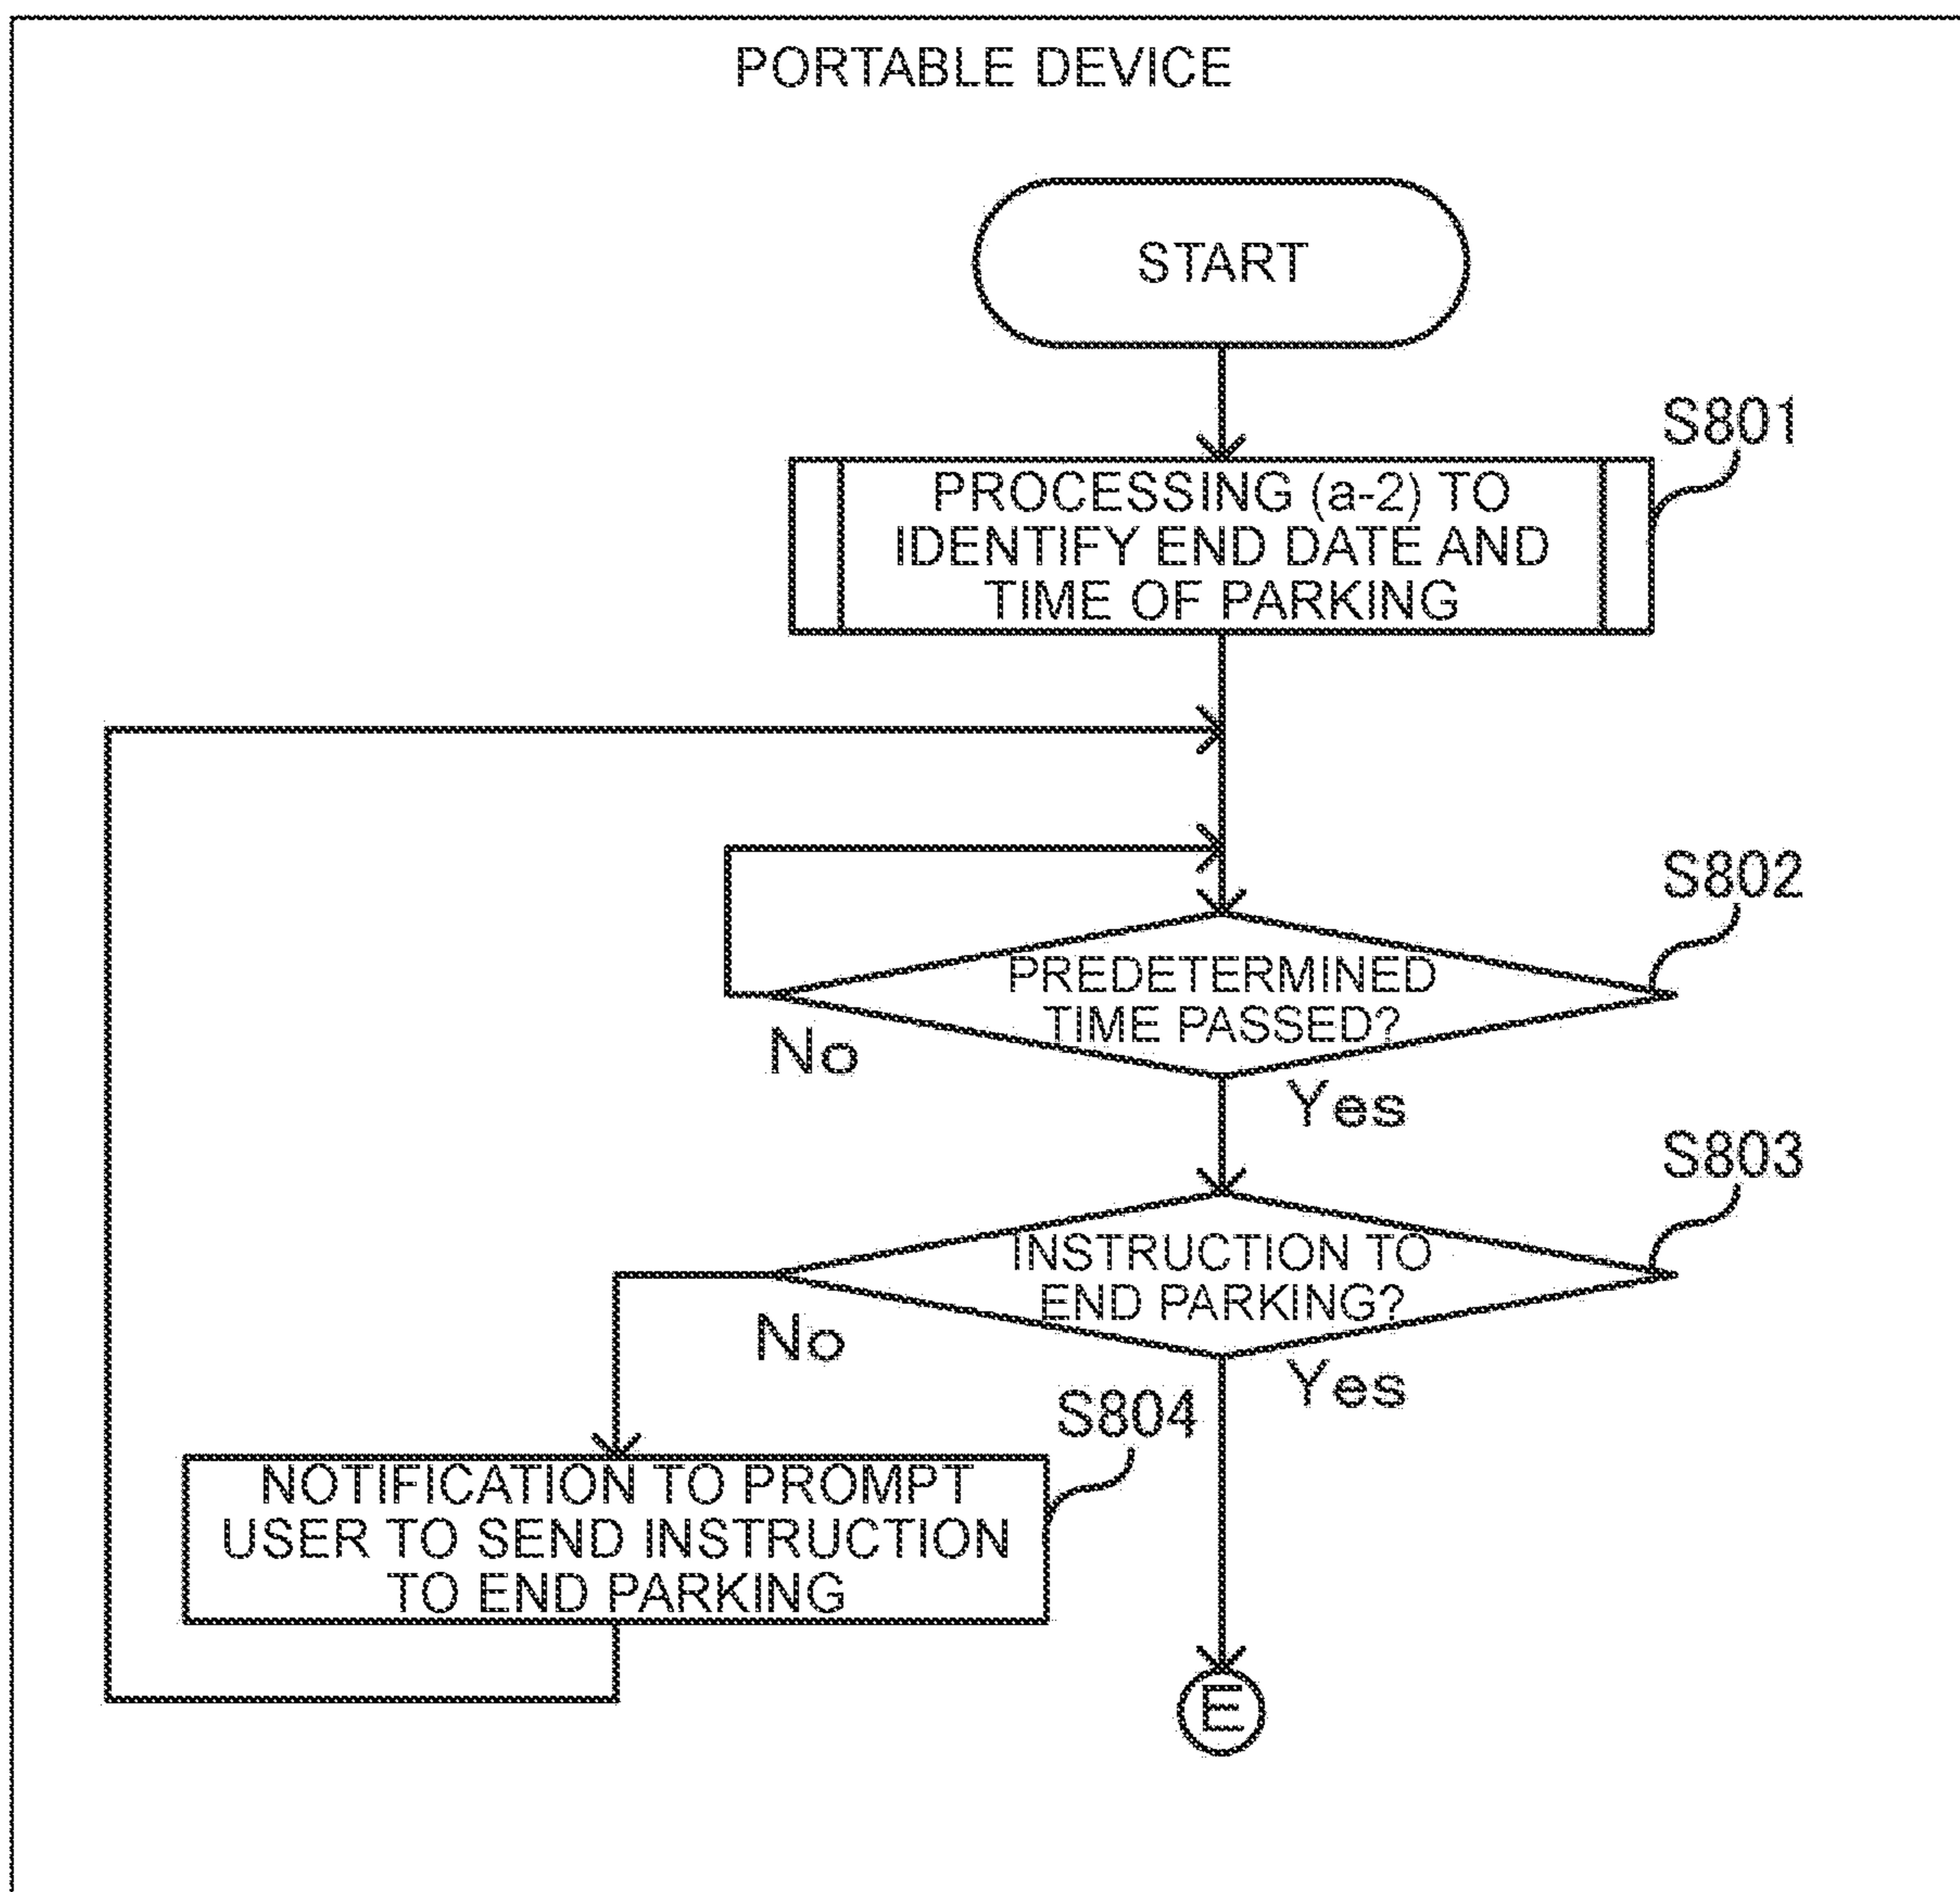 PORTABLE DEVICE
START
S801
PROCESSING (a-2) TO
IDENTIFY END DATE AND
TIME OF PARKING
S802
PREDETERMINED
TIME PASSED?
No
Yes
S803
INSTRUCTION TO
END PARKING?
No
Yes
S804
NOTIFICATION TO PROMPT
USER TO SEND INSTRUCTION
TO END PARKING
E